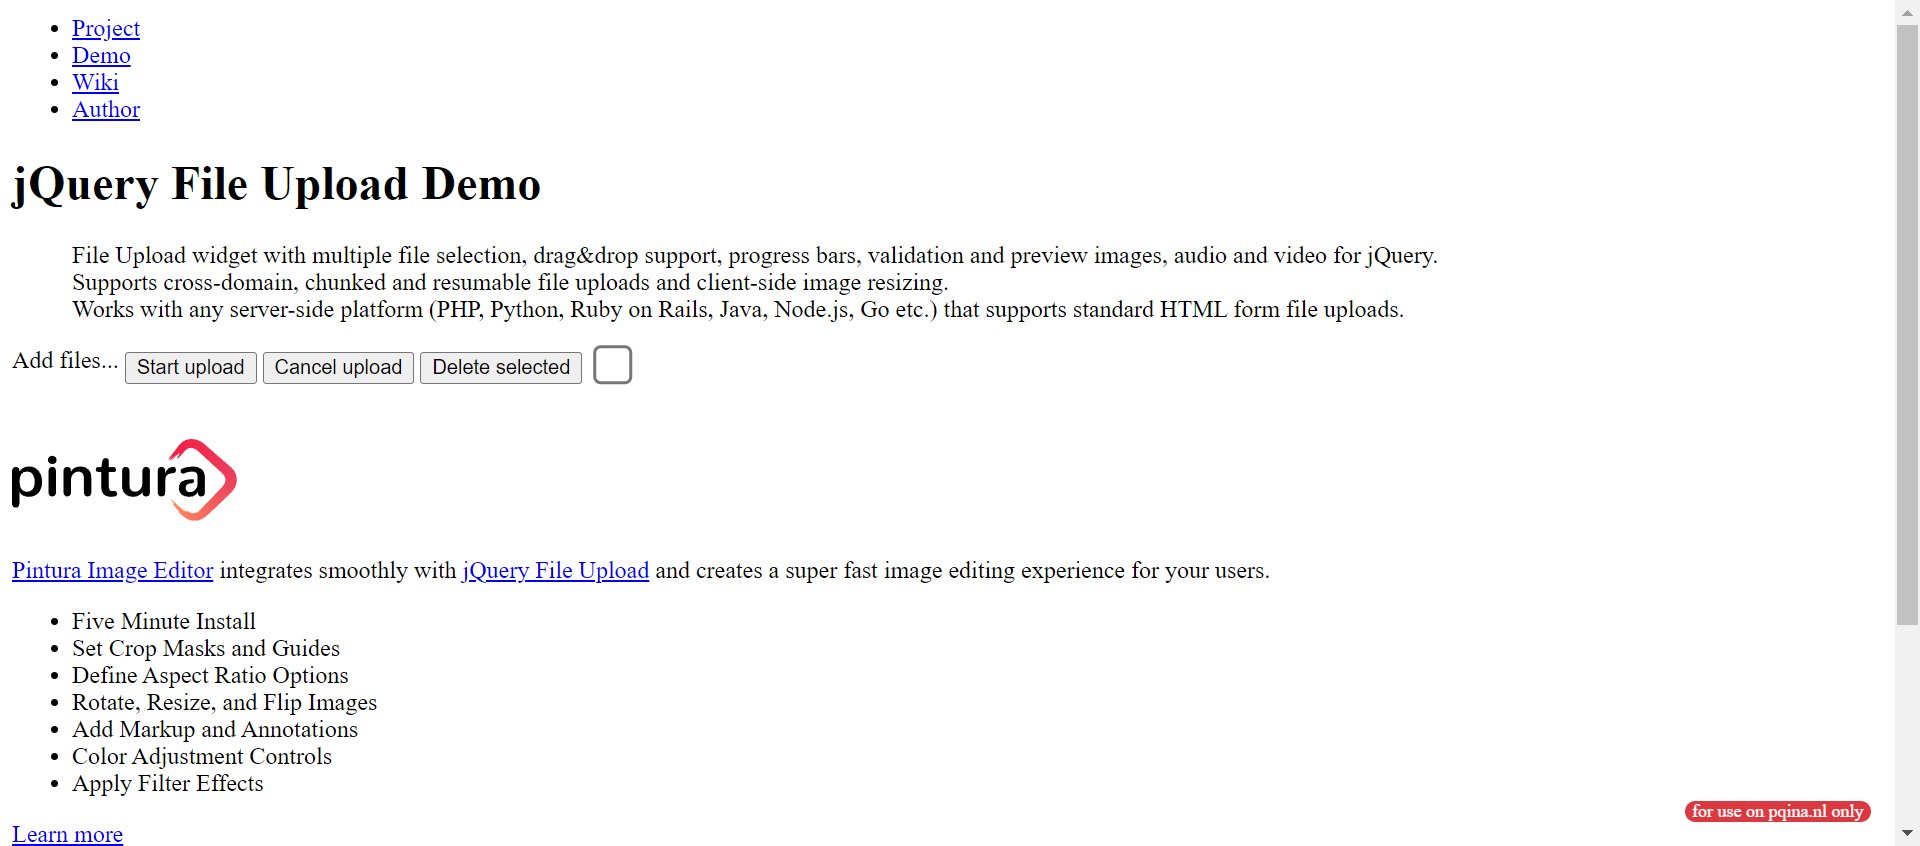 Project
Demo
Wiki
Author
jQuery File Upload Demo
File Upload widget with multiple file selection, drag&drop support, progress bars, validation and preview images, audio and video for jQuery.
Supports cross-domain, chunked and resumable file uploads and client-side image resizing.
Works with any server-side platform (PHP, Python, Ruby on Rails, Java, Node.js, Go etc.) that supports standard HTML form file uploads.
Add files... Start upload Cancel upload Delete selected
pintura
Pintura Image Editor integrates smoothly with jQuery File Upload and creates a super fast image editing experience for your users.
Five Minute Install
Set Crop Masks and Guides
Define Aspect Ratio Options
Rotate, Resize, and Flip Images
Add Markup and Annotations
Color Adjustment Controls
Apply Filter Effects
for use on pqina.nl only
Learn more